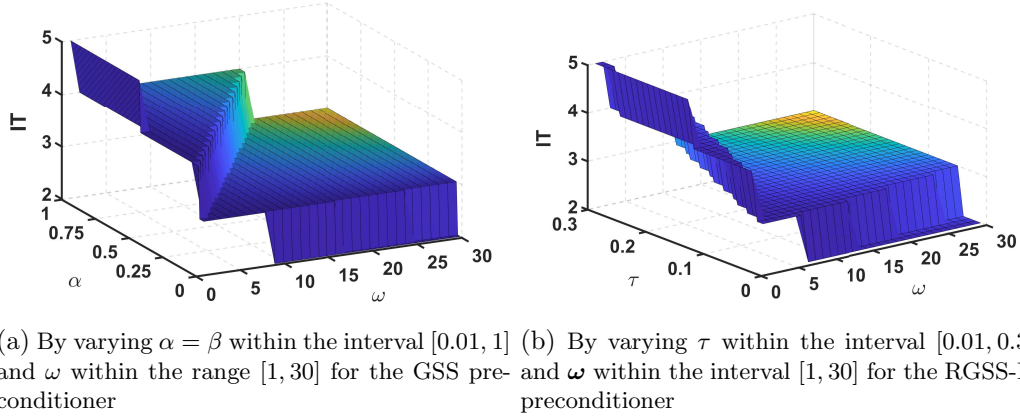 5
4
3
2
IT
1
0.75
0.5
0.25
0
α
0
5
10
15
20
25
30
ω
5
4
3
2
IT
0.3
0.2
0.1
0
τ
0
5
10
15
20
25
30
ω
(a) By varying α = β within the interval [0.01, 1]
and ω within the range [1, 30] for the GSS pre-
conditioner
(b) By varying τ within the interval [0.01, 0.3
and ω within the interval [1, 30] for the RGSS-
preconditioner